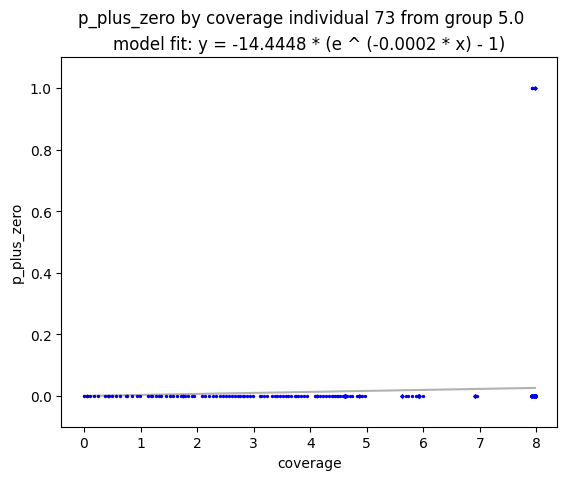 p_plus_zero by coverage individual 73 from group 5.0
model fit: y = -14.4448 * (e ^ (-0.0002 * x) - 1)
1.0
0.8
0.6
0.4
0.2
0.0
p_plus_zero
0 1 2 3 4 5 6 7 8
coverage